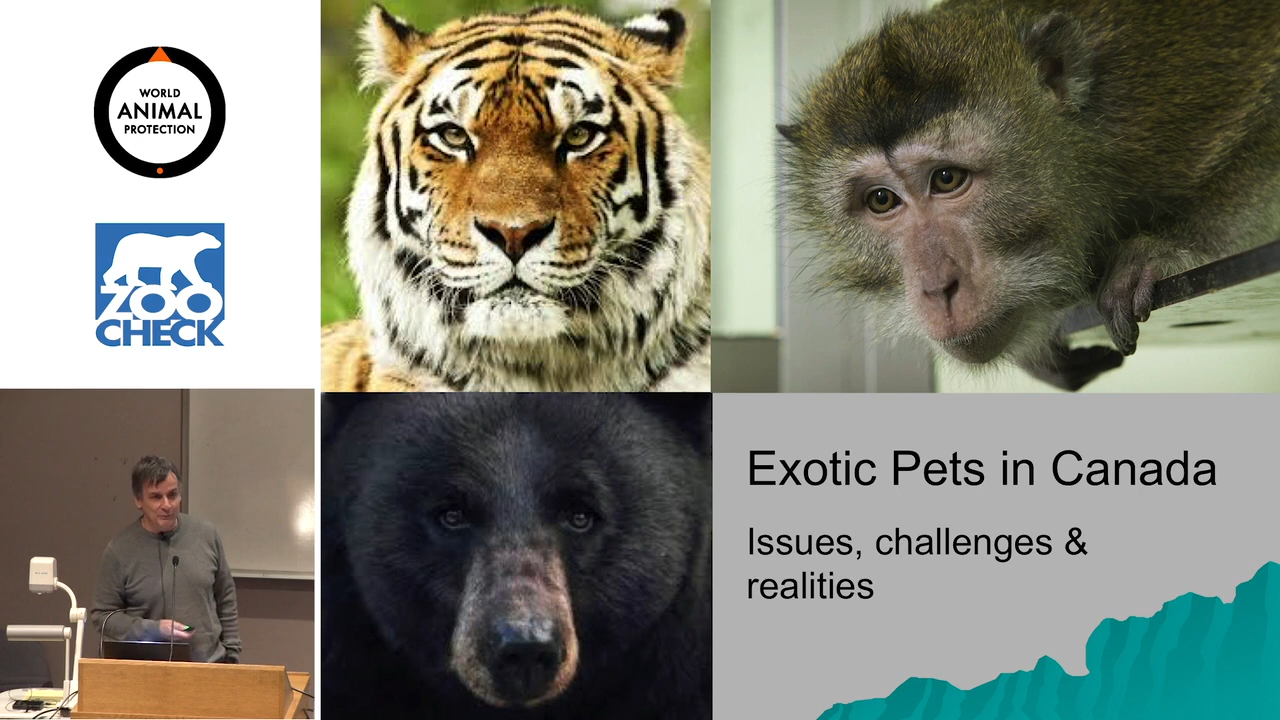 WORLD
ANIMAL
PROTECTION
ZOO
CHECK
Exotic Pets in Canada
Issues, challenges &
realities